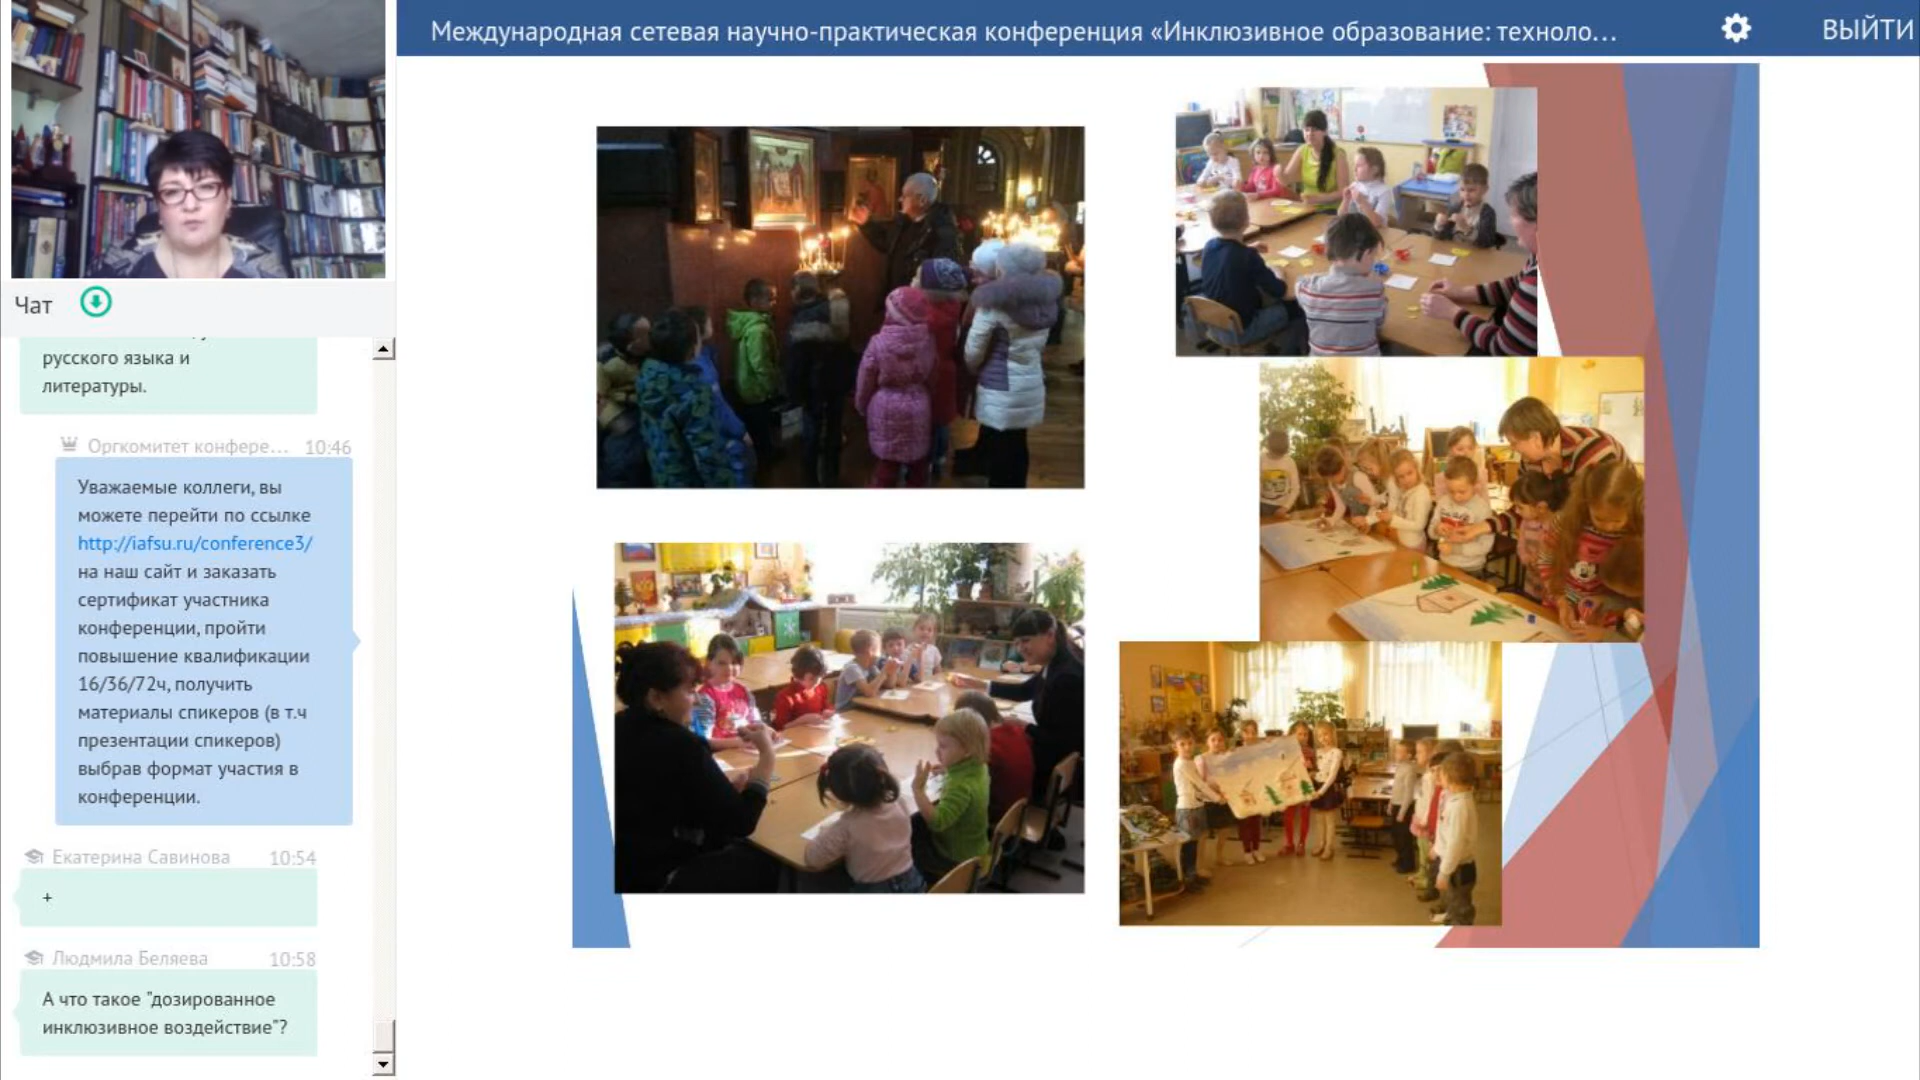 Международная сетевая научно-практическая конференция «Инклюзивное образование: техноло...
ВЫЙТИ
Чат
русского языка и
литературы.
Оргкомитет конфере... 10:46
Уважаемые коллеги, вы
можете перейти по ссылке
http://iafsu.ru/conference3/
на наш сайт и заказать
сертификат участника
конференции, пройти
повышение квалификации
16/36/72ч, получить
материалы спикеров (в т.ч
презентации спикеров)
выбрав формат участия в
конференции.
Екатерина Савинова 10:54
+
Людмила Беляева 10:58
А что такое "дозированное
инклюзивное воздействие"?